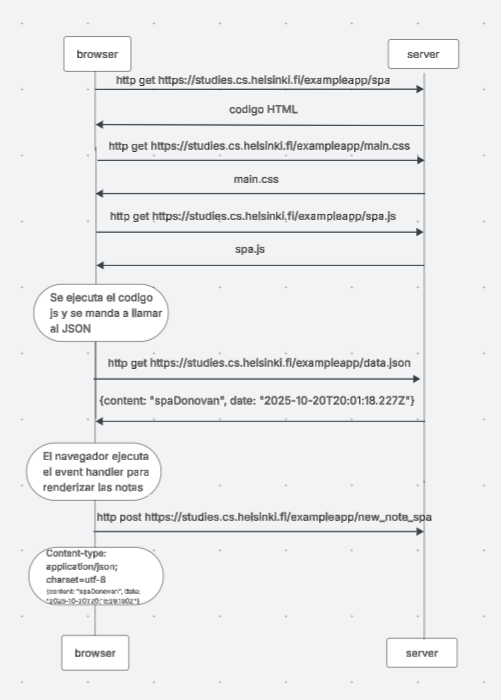 browser
server
http get https://studies.cs.helsinki.fi/exampleapp/spa
codigo HTML
http get https://studies.cs.helsinki.fi/exampleapp/main.css
main.css
http get https://studies.cs.helsinki.fi/exampleapp/spa.js
spa.js
Se ejecuta el codigo
js y se manda a llamar
al JSON
http get https://studies.cs.helsinki.fi/exampleapp/data.json
{content: "spaDonovan", date: "2025-10-20T20:01:18.227Z"}
El navegador ejecuta
el event handler para
renderizar las notas
http post https://studies.cs.helsinki.fi/exampleapp/new_note_spa
Content-type:
application/json;
charset=utf-8
{content: "spaDonovan", date:
browser
server